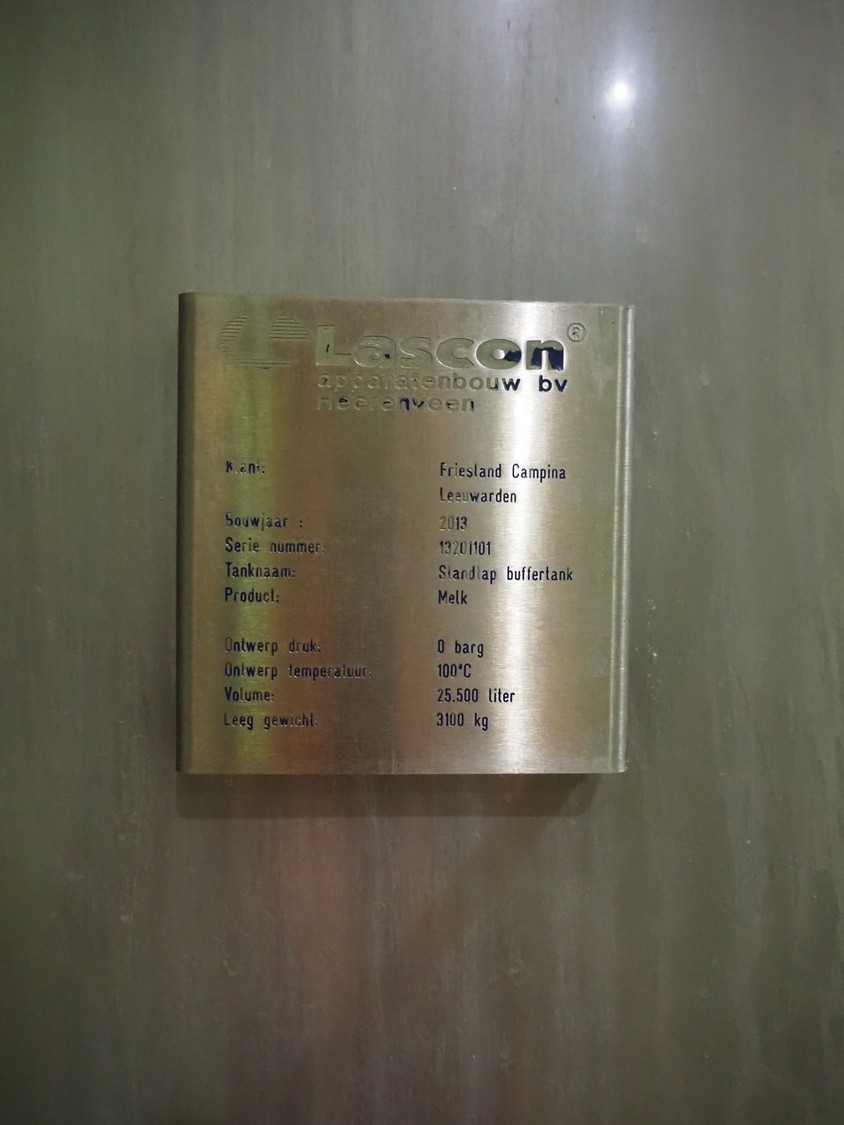 Lascon®
apparatenbouw bv
Heerenveen
Klant: Friesland Campina
Leeuwarden
Bouwjaar : 2013
Serie nummer: 13201101
Tanknaam: Standtap buffertank
Product: Melk
Ontwerp druk: 0 barg
Ontwerp temperatuur: 100°C
Volume: 25.500 liter
Leeg gewicht: 3100 kg